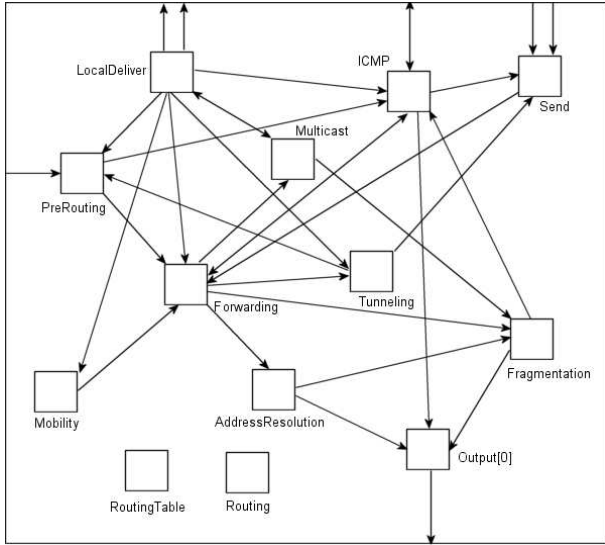 ICMP
LocalDeliver
Send
Multicast
PreRouting
Forwarding
Tunneling
Fragmentation
Mobility
AddressResolution
Output[0]
RoutingTable
Routing